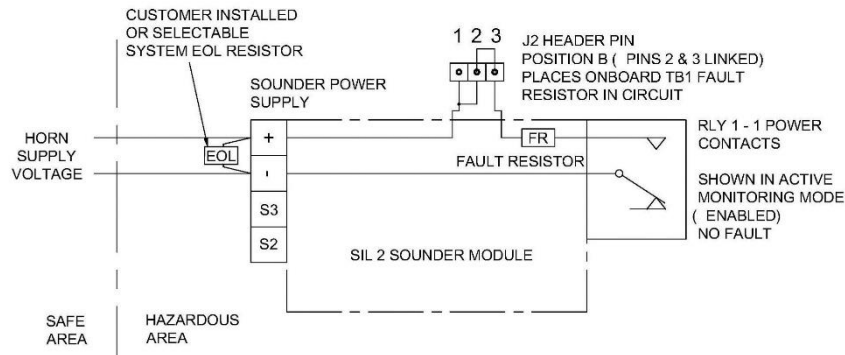 CUSTOMER INSTALLED
OR SELECTABLE
SYSTEM EOL RESISTOR
1 2 3
J2 HEADER PIN
POSITION B ( PINS 2 & 3 LINKED)
PLACES ONBOARD TB1 FAULT
RESISTOR IN CIRCUIT
SOUNDER POWER
SUPPLY
HORN
SUPPLY
VOLTAGE
EOL
+
-
S3
S2
FR
FAULT RESISTOR
RLY 1 - 1 POWER
CONTACTS
SHOWN IN ACTIVE
MONITORING MODE
( ENABLED)
NO FAULT
SIL 2 SOUNDER MODULE
SAFE
AREA
HAZARDOUS
AREA